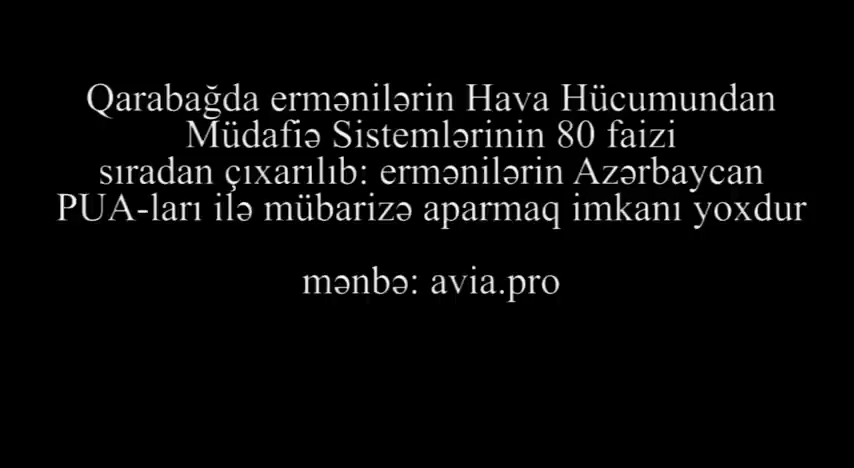 Qarabağda ermənilərin Hava Hücumundan
Müdafiə Sistemlərinin 80 faizi
sıradan çıxarılıb: ermənilərin Azərbaycan
PUA-ları ilə mübarizə aparmaq imkanı yoxdur
mənbə: avia.pro